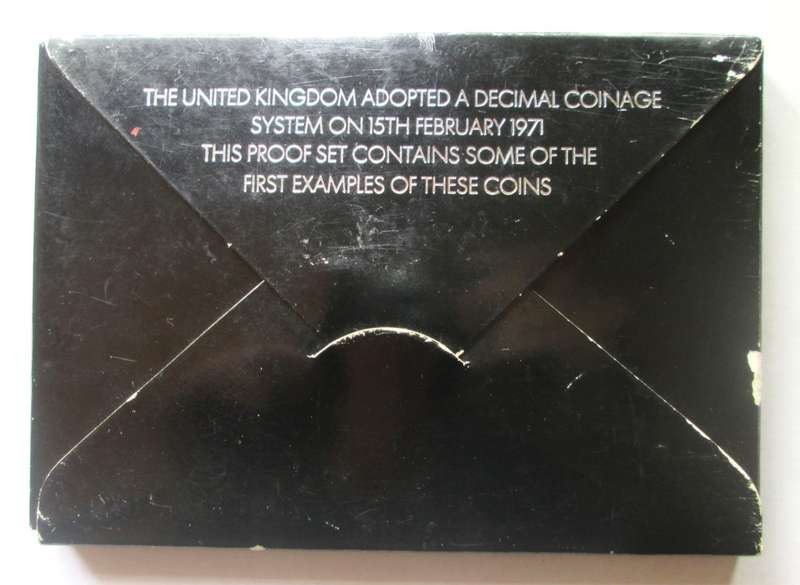 THE UNITED KINGDOM ADOPTED A DECIMAL COINAGE
SYSTEM ON 15TH FEBRUARY 1971
THIS PROOF SET CONTAINS SOME OF THE
FIRST EXAMPLES OF THESE COINS